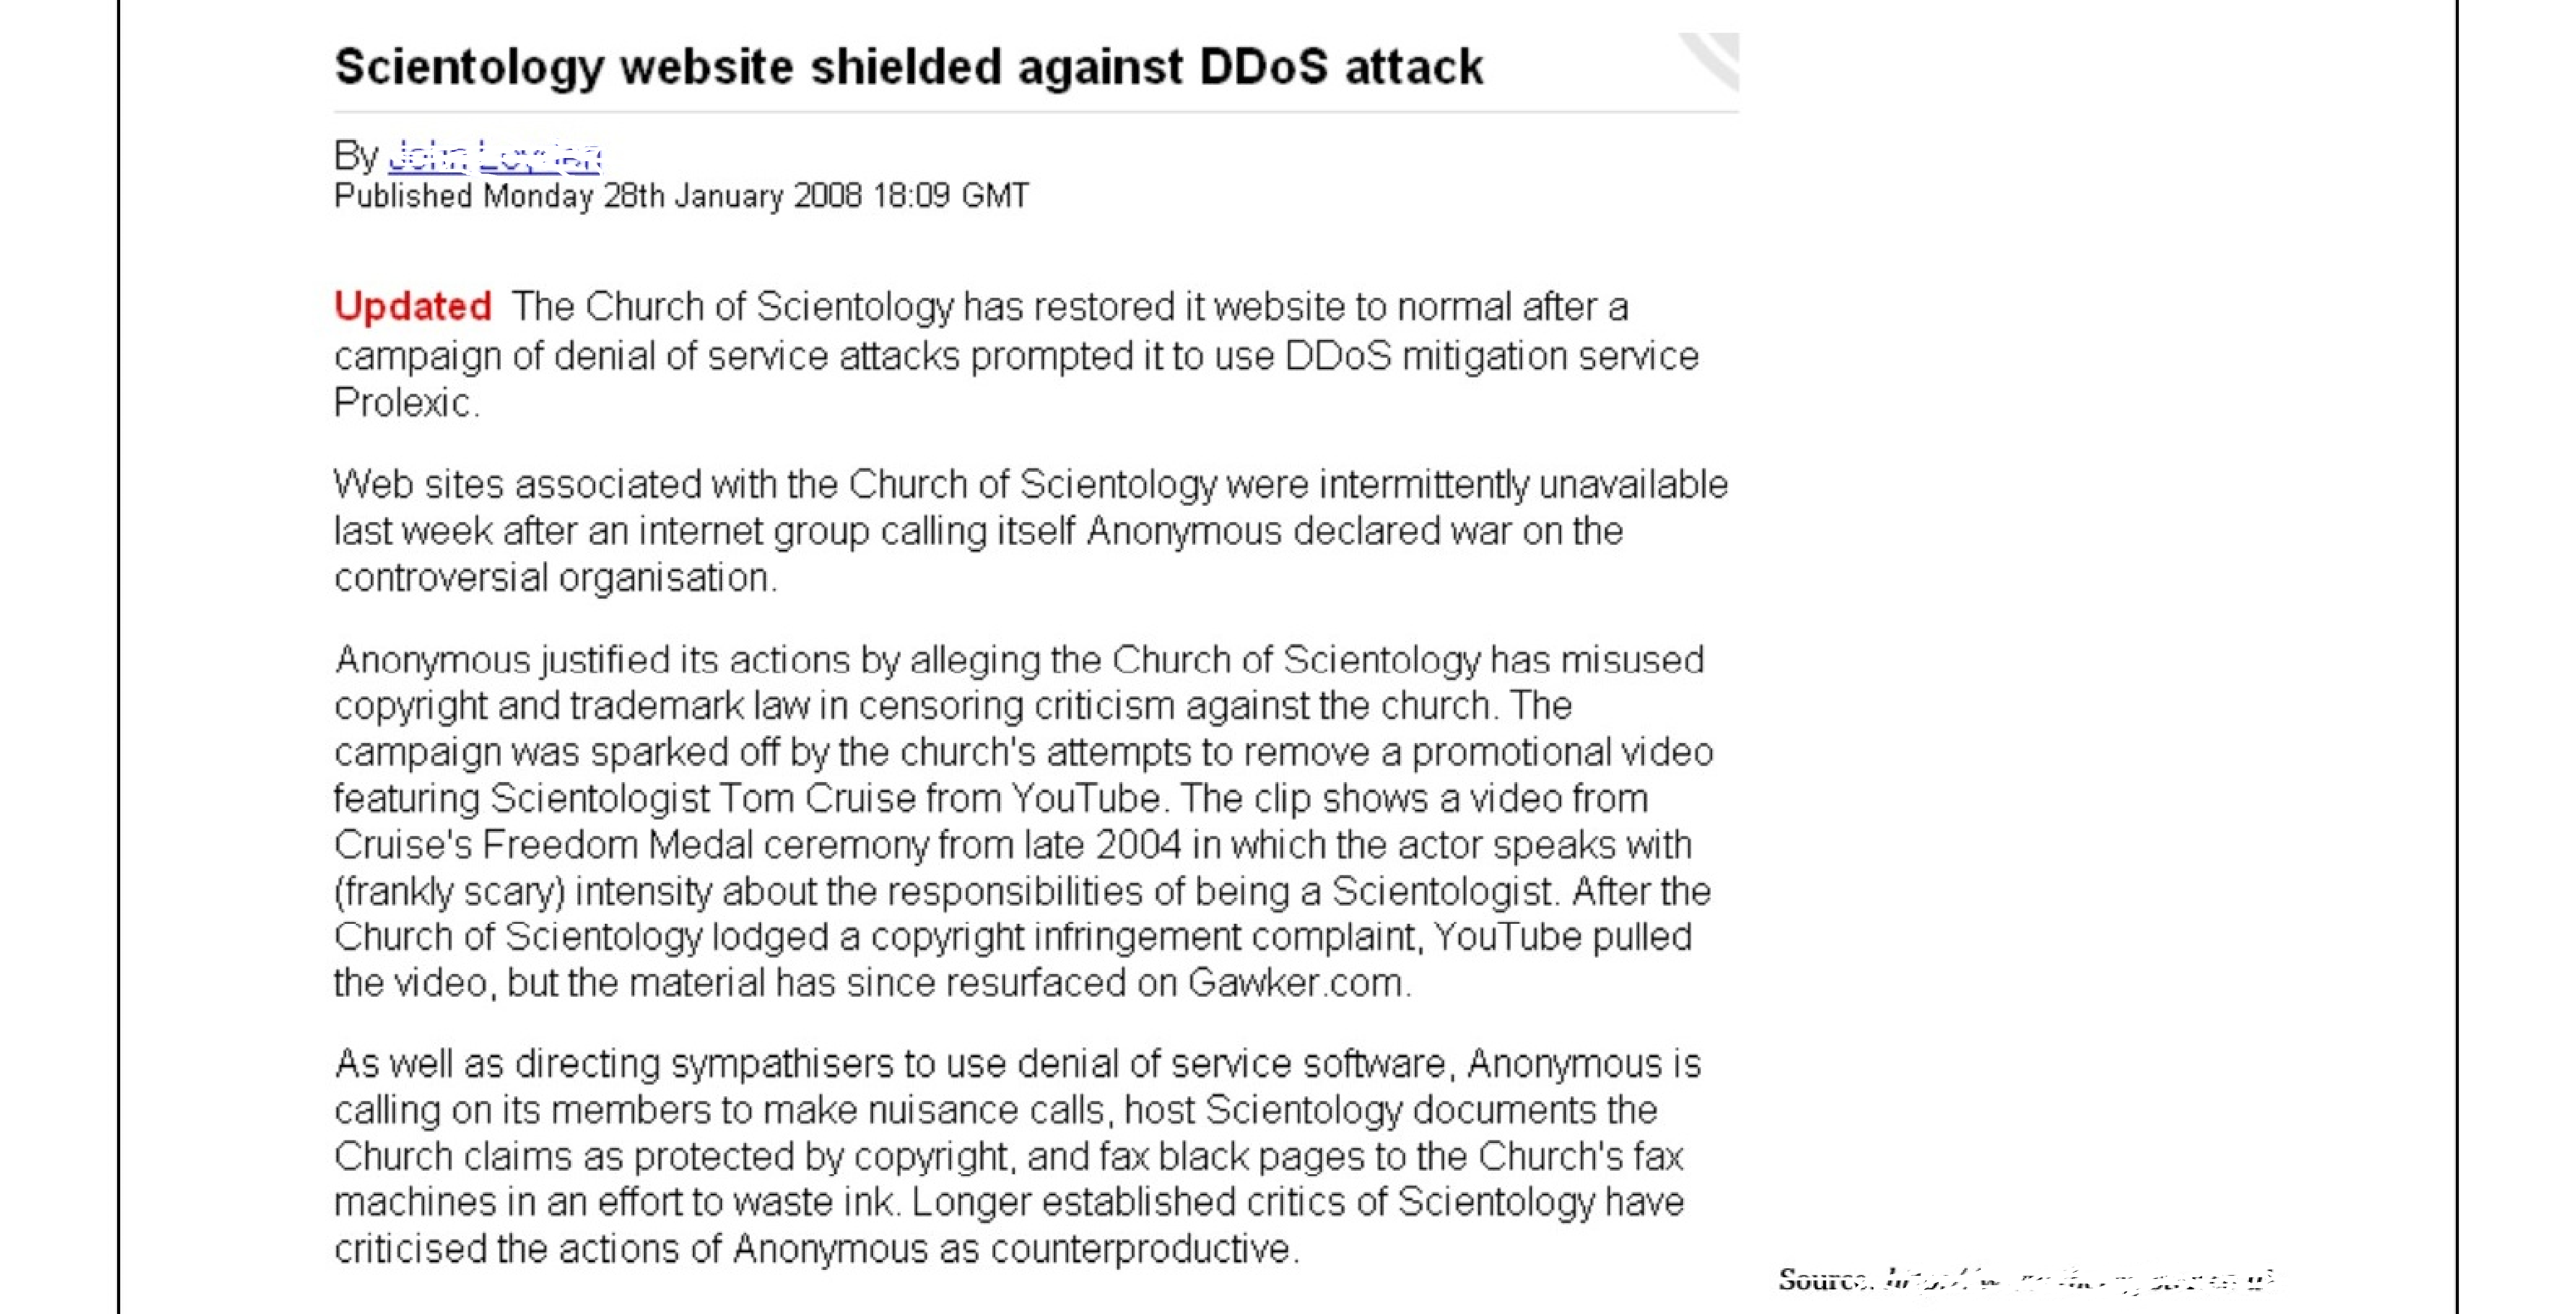 Scientology website shielded against DDoS attack
By
Published Monday 28th January 2008 18:09 GMT
Updated The Church of Scientology has restored it website to normal after a
campaign of denial of service attacks prompted it to use DDoS mitigation service
Prolexic.
Web sites associated with the Church of Scientology were intermittently unavailable
last week after an internet group calling itself Anonymous declared war on the
controversial organisation.
Anonymous justified its actions by alleging the Church of Scientology has misused
copyright and trademark law in censoring criticism against the church. The
campaign was sparked off by the church's attempts to remove a promotional video
featuring Scientologist Tom Cruise from YouTube. The clip shows a video from
Cruise's Freedom Medal ceremony from late 2004 in which the actor speaks with
(frankly scary) intensity about the responsibilities of being a Scientologist. After the
Church of Scientology lodged a copyright infringement complaint, YouTube pulled
the video, but the material has since resurfaced on Gawker.com.
As well as directing sympathisers to use denial of service software, Anonymous is
calling on its members to make nuisance calls, host Scientology documents the
Church claims as protected by copyright, and fax black pages to the Church's fax
machines in an effort to waste ink. Longer established critics of Scientology have
criticised the actions of Anonymous as counterproductive.
Source: